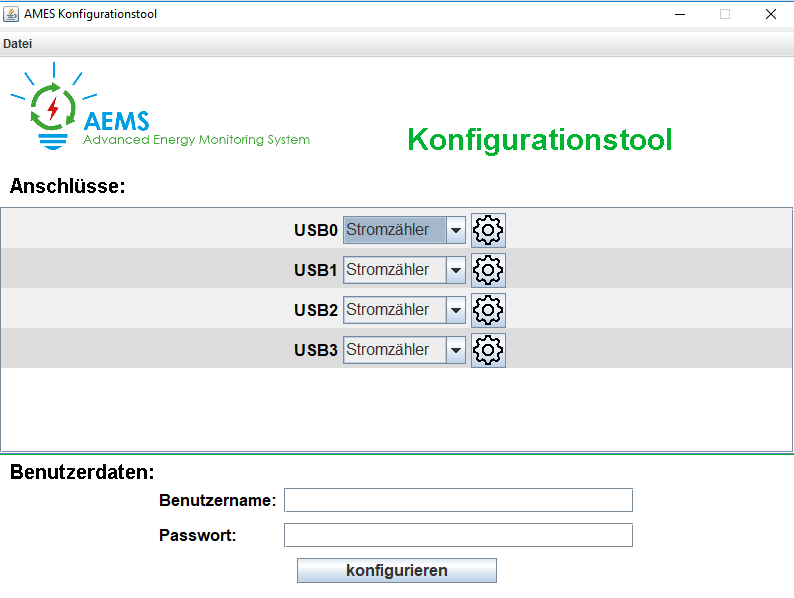 AMES Konfigurationstool
Datei
AEMS
Advanced Energy Monitoring System
Konfigurationstool
Anschlüsse:
USB0 Stromzähler
USB1 Stromzähler
USB2 Stromzähler
USB3 Stromzähler
Benutzerdaten:
Benutzername:
Passwort:
konfigurieren